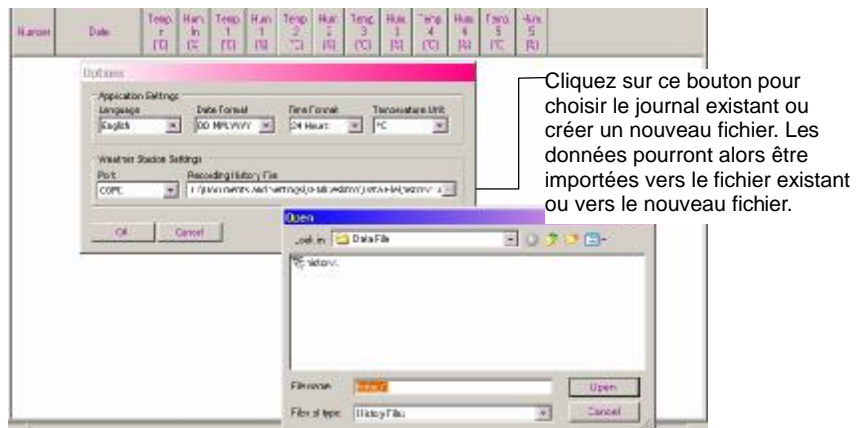 Number Date Temp. Hum. Temp. Hum. Temp. Hum. Temp. Hum. Temp. Hum. Temp. Hum.
In 1 1 2 2 3 3 4 4 5 5
(°C) (%) (°C) (%) (°C) (%) (°C) (%) (°C) (%) (°C) (%)
Options
Application Settings
Language Date Format Time Format Temperature Unit
English 24 Hours °C
Weather Station Settings
Port Recording History File
OK Cancel
Cliquez sur ce bouton pour
choisir le journal existant ou
créer un nouveau fichier. Les
données pourront alors être
importées vers le fichier existant
ou vers le nouveau fichier.
Open
Look in: Data File
history
File name: history
Files of type: History Files
Open
Cancel